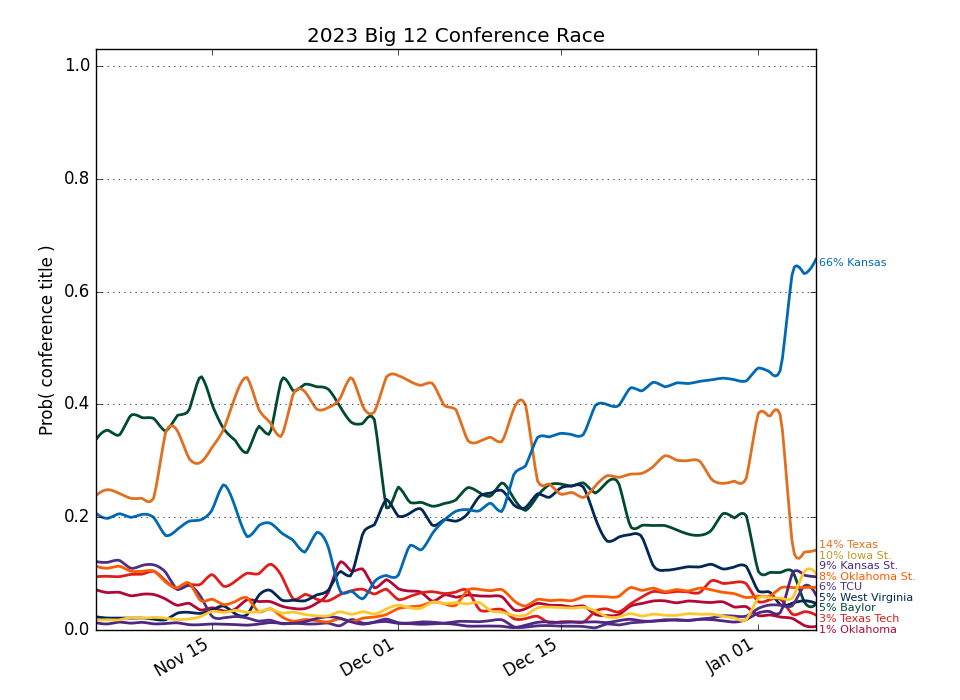 2023 Big 12 Conference Race
Prob( conference title )
1.0
0.8
0.6
0.4
0.2
0.0
Nov 15
Dec 01
Dec 15
Jan 01
66% Kansas
14% Texas
10% Iowa St.
9% Kansas St.
8% Oklahoma St.
6% TCU
5% West Virginia
5% Baylor
3% Texas Tech
1% Oklahoma